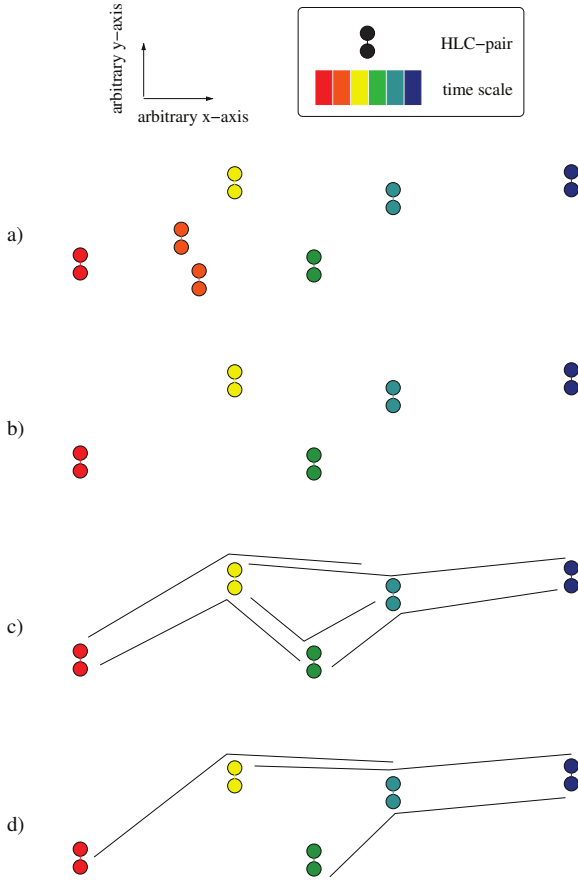 arbitrary y−axis
arbitrary x−axis
HLC−pair
time scale
a)
b)
c)
d)